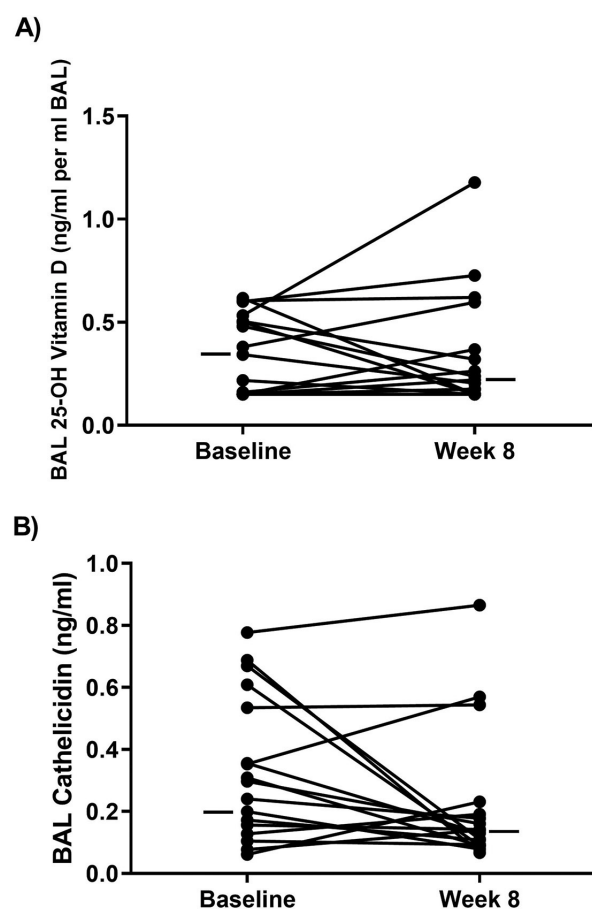 A)
BAL 25-OH Vitamin D (ng/ml per ml BAL)
1.5
1.0
0.5
0.0
Baseline
Week 8
B)
BAL Cathelicidin (ng/ml)
1.0
0.8
0.6
0.4
0.2
0.0
Baseline
Week 8